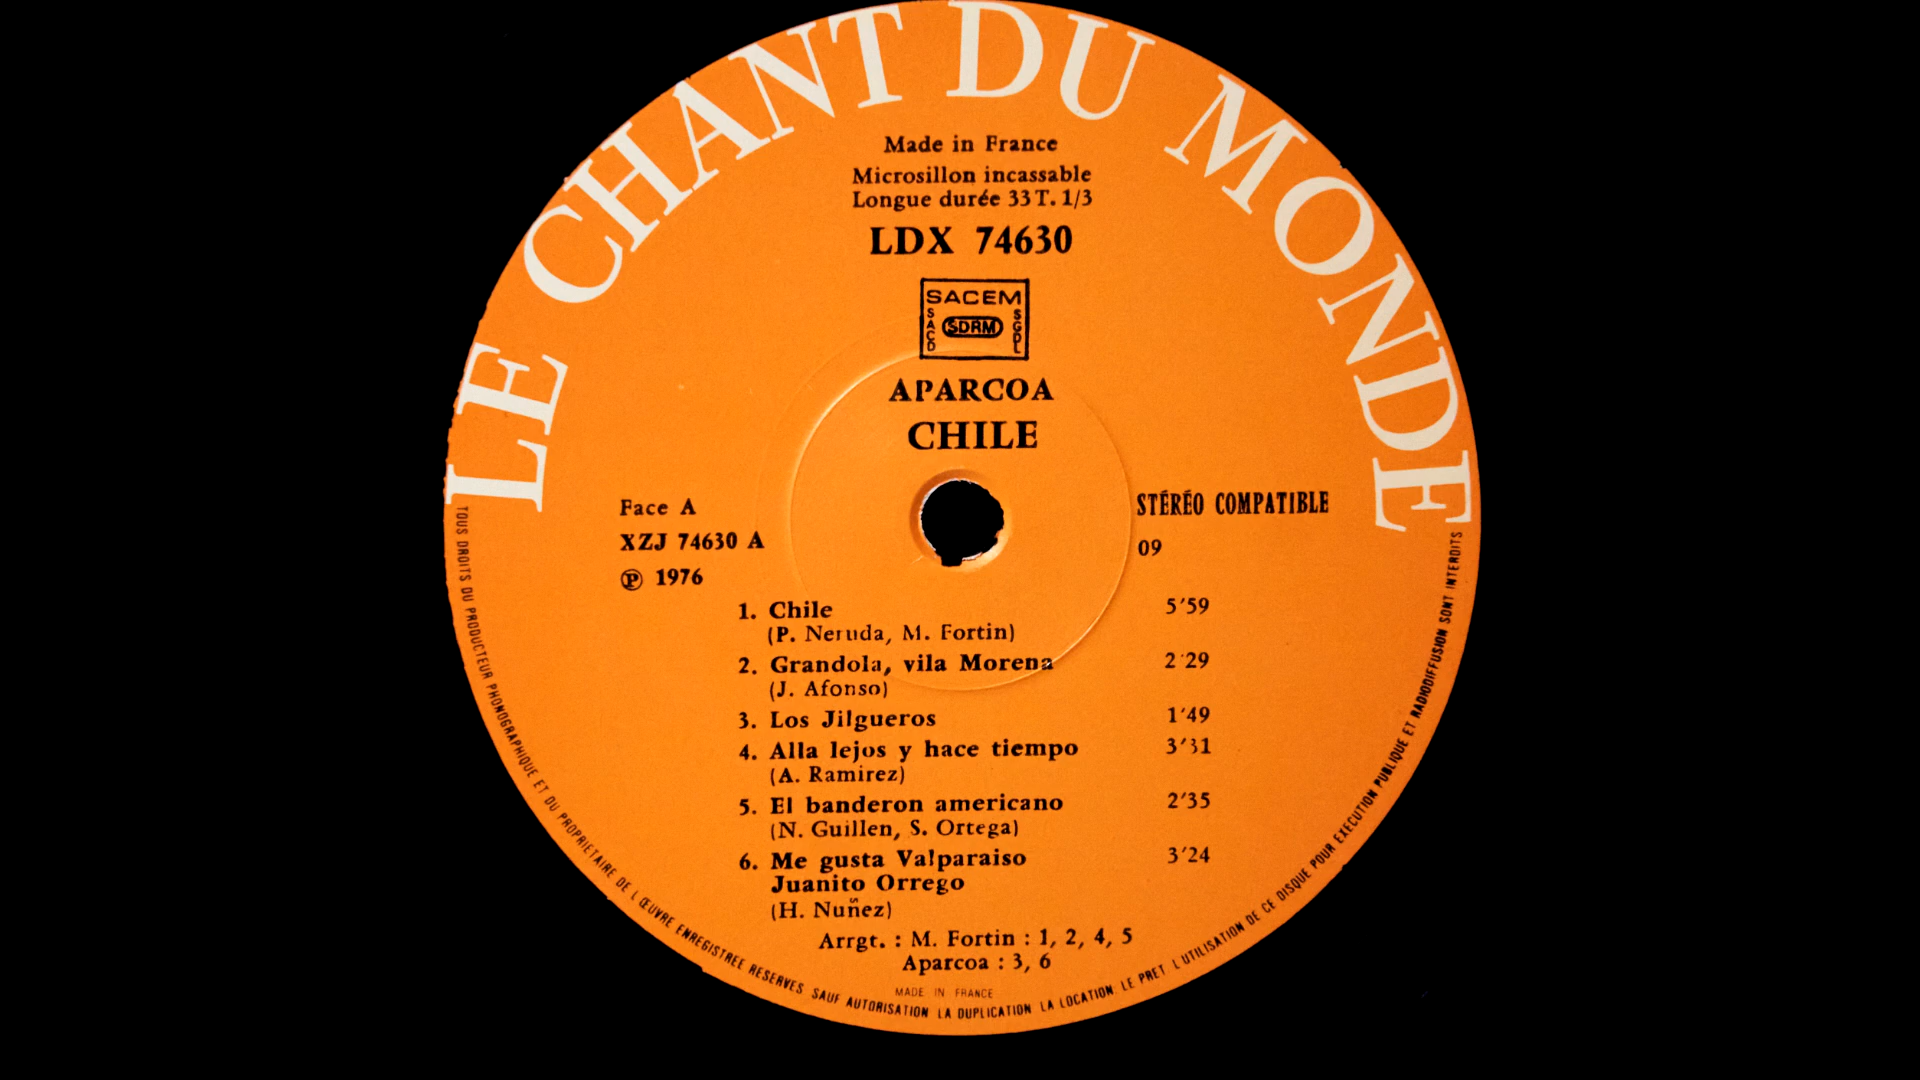 LE CHANT DU MONDE
Made in France
Microsillon incassable
Longue durée 33 T. 1/3
LDX 74630
SACEM
SACD SDRM SGDL
APARCOA
CHILE
Face A
XZJ 74630 A
℗ 1976
STÉRÉO COMPATIBLE
09
1. Chile 5'59
(P. Neruda, M. Fortin)
2. Grandola, vila Morena 2'29
(J. Afonso)
3. Los Jilgueros 1'49
4. Alla lejos y hace tiempo 3'31
(A. Ramirez)
5. El banderon americano 2'35
(N. Guillen, S. Ortega)
6. Me gusta Valparaiso 3'24
Juanito Orrego
(H. Nuñez)
Arrgt. : M. Fortin : 1, 2, 4, 5
Aparcoa : 3, 6
MADE IN FRANCE
TOUS DROITS DU PRODUCTEUR PHONOGRAPHIQUE ET DU PROPRIETAIRE DE L'ŒUVRE ENREGISTREE RESERVES SAUF AUTORISATION LA DUPLICATION LA LOCATION. LE PRET L'UTILISATION DE CE DISQUE POUR EXECUTION PUBLIQUE ET RADIODIFFUSION SONT INTERDITS